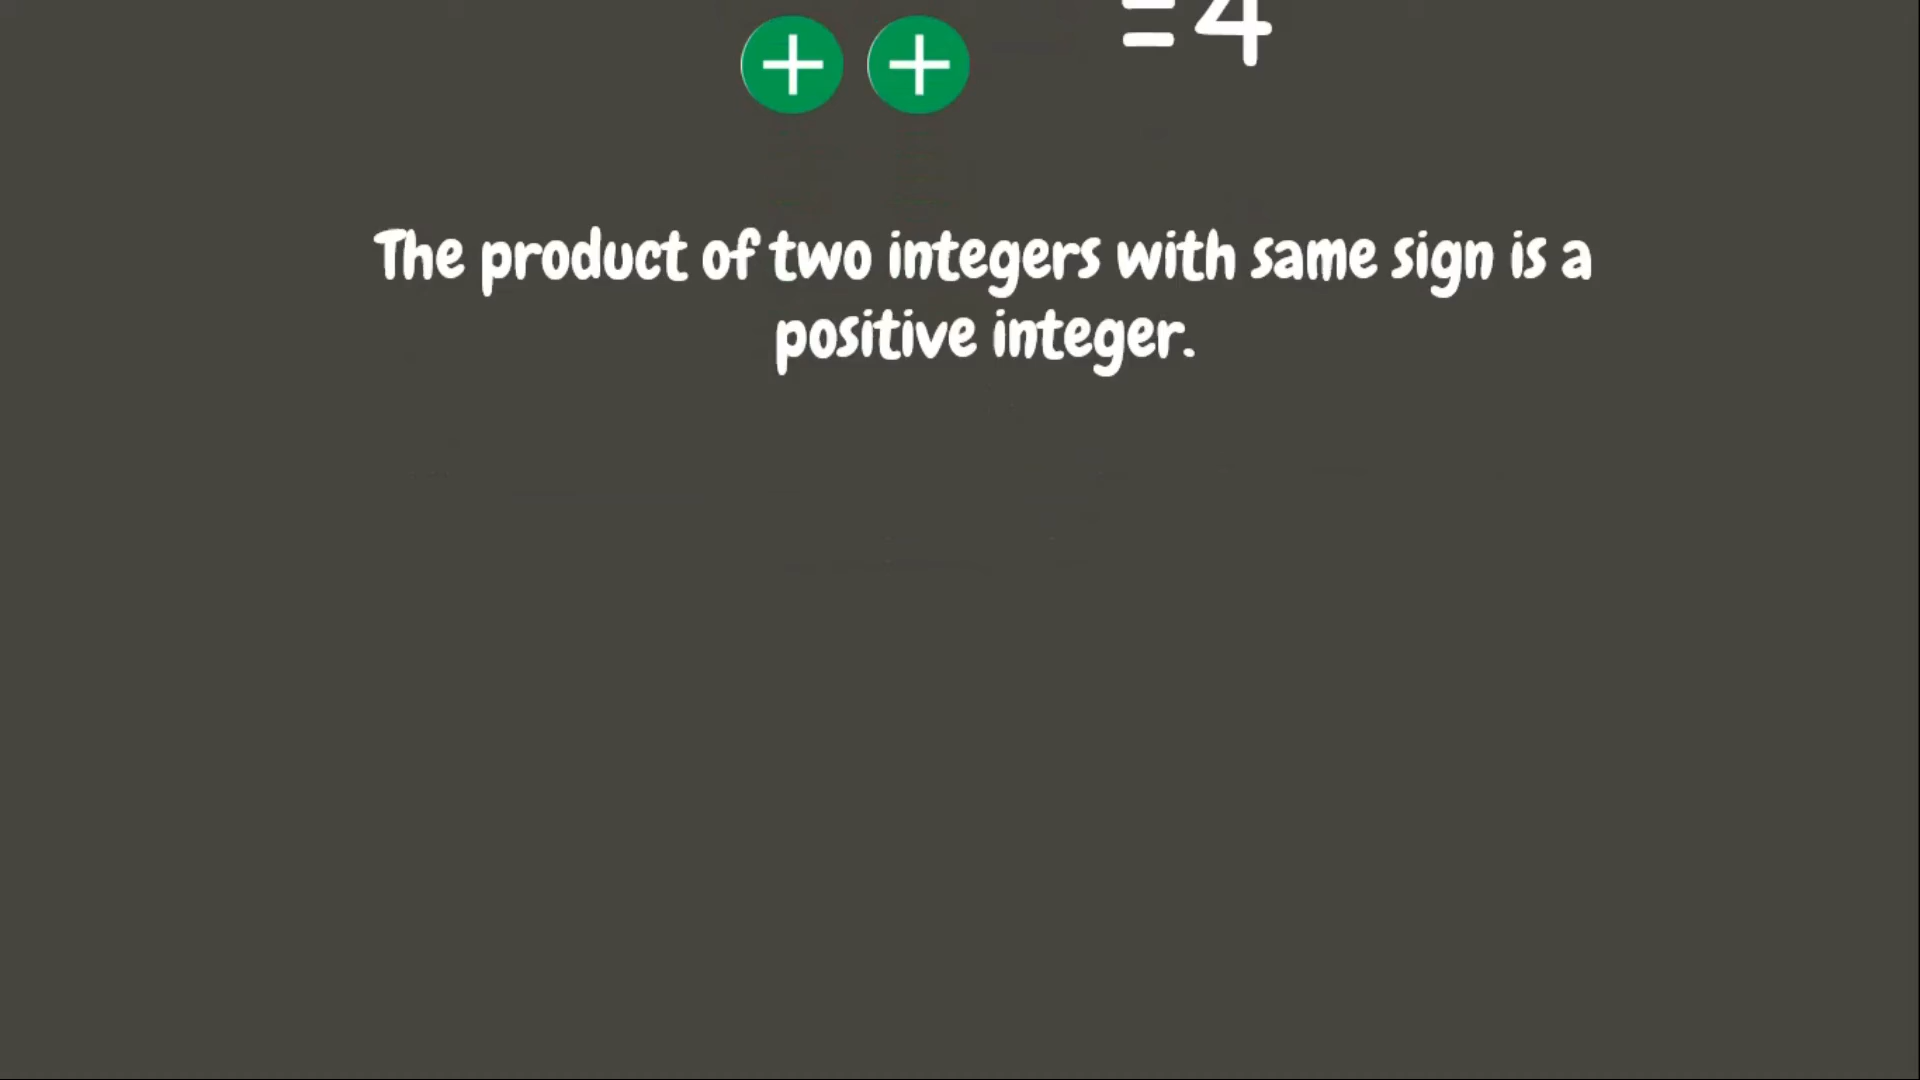 =4
+ +
The product of two integers with same sign is a
positive integer.